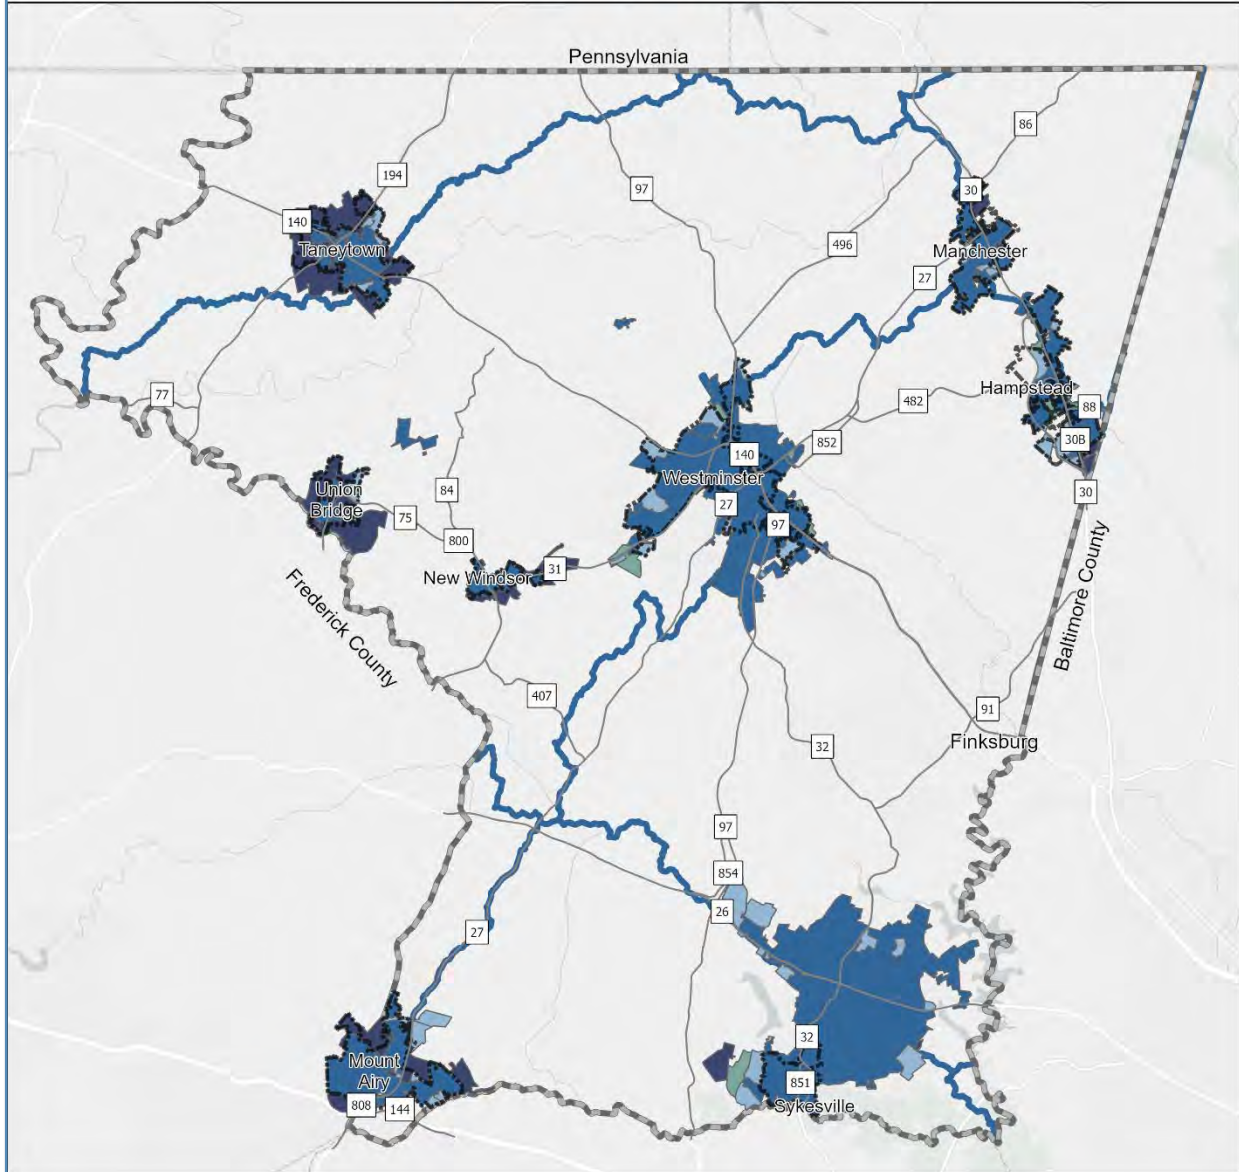 Pennsylvania
86
194
97
30
140
Taneytown
496
Manchester
27
77
Hampstead
482
88
852
30B
140
Westminster
84
Union
Bridge
30
27
75
97
800
31
New Windsor
Frederick County
Baltimore County
407
91
32
Finksburg
97
854
26
27
32
Mount
Airy
851
808
144
Sykesville